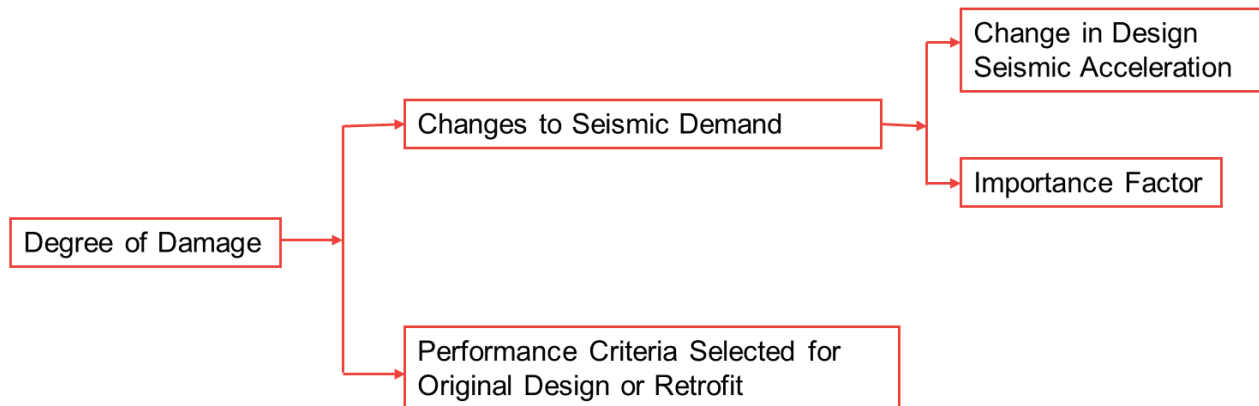 Change in Design
Seismic Acceleration
Changes to Seismic Demand
Importance Factor
Degree of Damage
Performance Criteria Selected for
Original Design or Retrofit